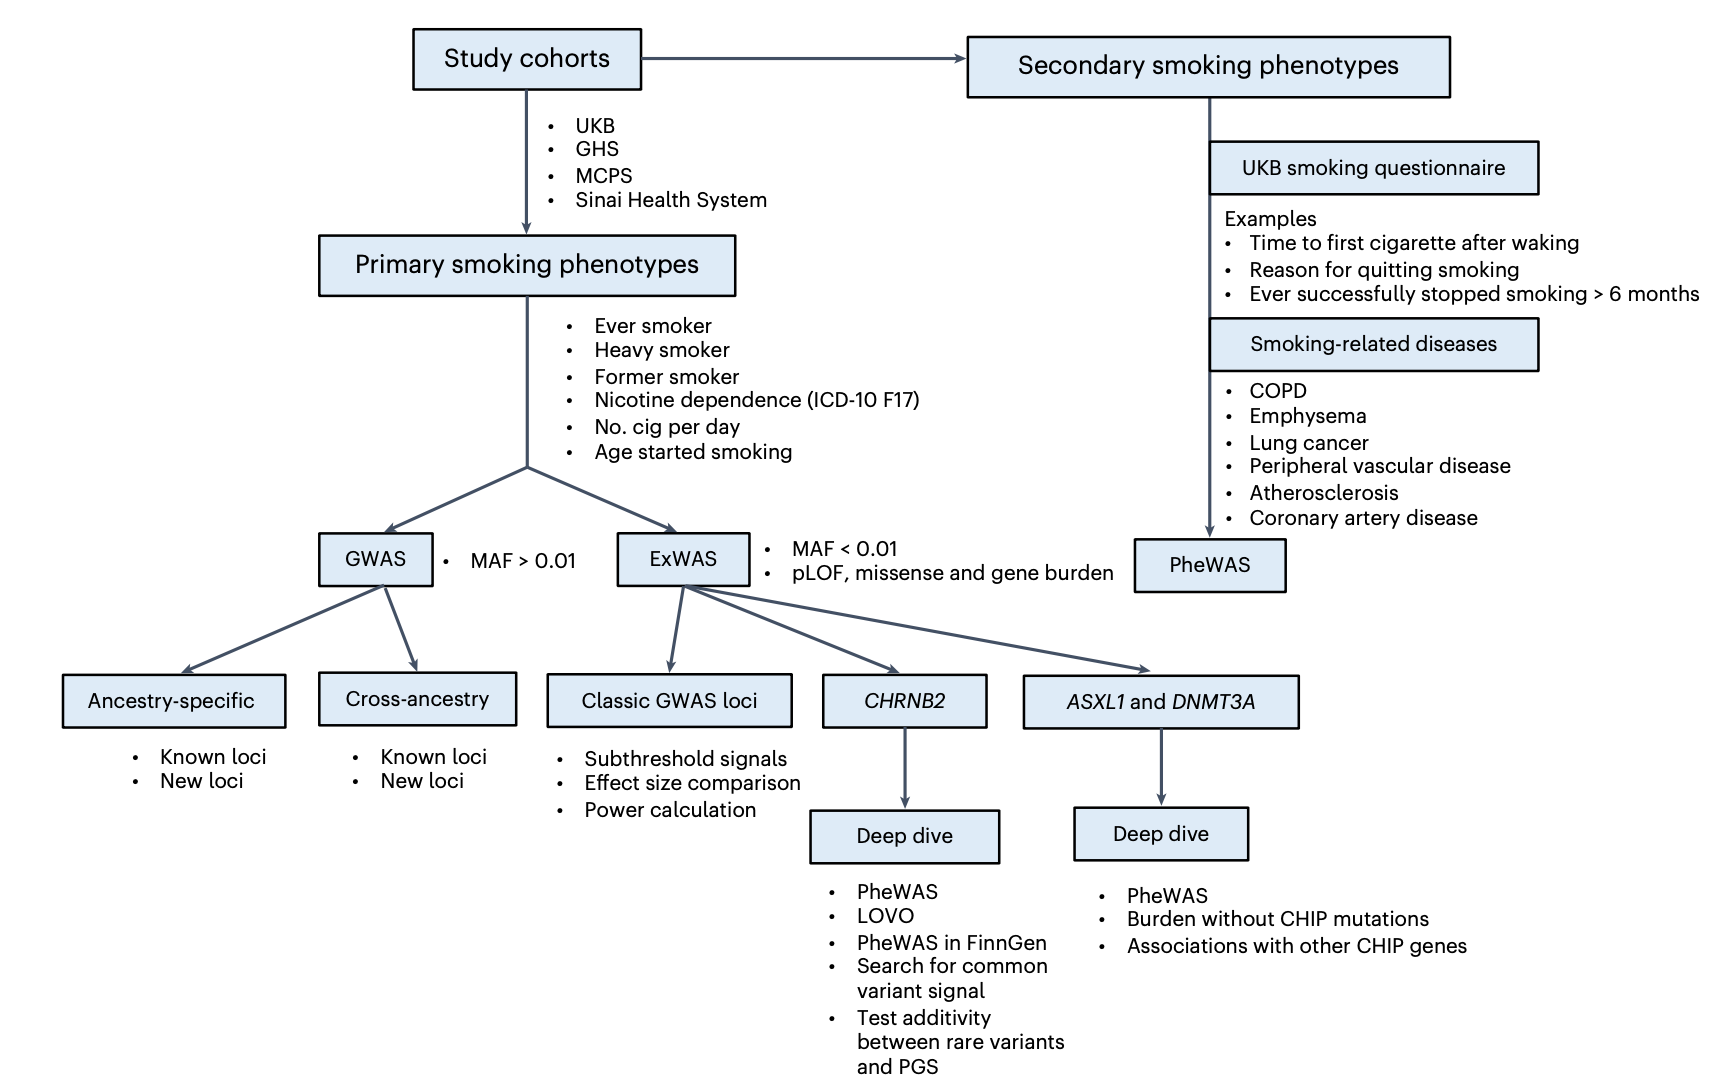 Study cohorts
Secondary smoking phenotypes
• UKB
• GHS
• MCPS
• Sinai Health System
UKB smoking questionnaire
Examples
• Time to first cigarette after waking
• Reason for quitting smoking
• Ever successfully stopped smoking > 6 months
Primary smoking phenotypes
• Ever smoker
• Heavy smoker
• Former smoker
• Nicotine dependence (ICD-10 F17)
• No. cig per day
• Age started smoking
Smoking-related diseases
• COPD
• Emphysema
• Lung cancer
• Peripheral vascular disease
• Atherosclerosis
• Coronary artery disease
GWAS
• MAF > 0.01
ExWAS
• MAF < 0.01
• pLOF, missense and gene burden
PheWAS
Ancestry-specific
• Known loci
• New loci
Cross-ancestry
• Known loci
• New loci
Classic GWAS loci
• Subthreshold signals
• Effect size comparison
• Power calculation
CHRNB2
Deep dive
• PheWAS
• LOVO
• PheWAS in FinnGen
• Search for common
variant signal
• Test additivity
between rare variants
and PGS
ASXL1 and DNMT3A
Deep dive
• PheWAS
• Burden without CHIP mutations
• Associations with other CHIP genes